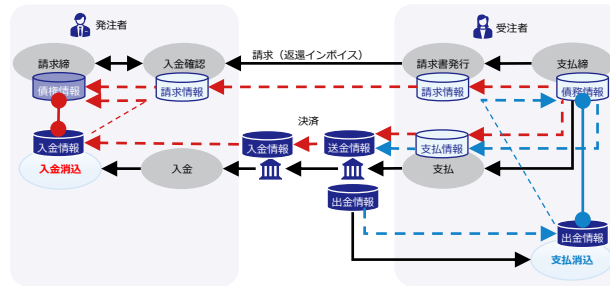 発注者
受注者
請求締
入金確認
請求（返還インボイス）
請求書発行
支払締
債権情報
請求情報
請求情報
債務情報
決済
入金情報
入金情報
送金情報
支払情報
入金消込
入金
支払
出金情報
出金情報
支払消込